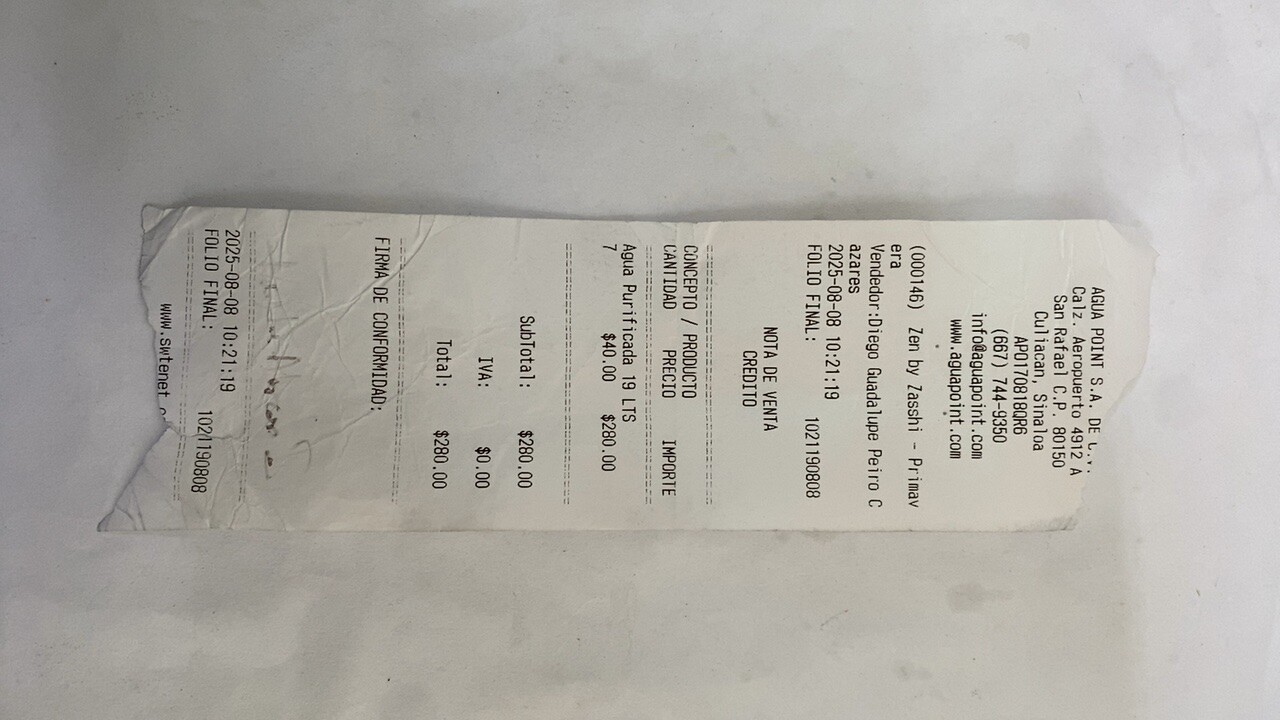 AGUA POINT S.A. DE C.V.
Calz. Aeropuerto 4912 A
San Rafael C.P. 80150
Culiacan, Sinaloa
APO170818QR6
(667) 744-9350
info@aguapoint.com
www.aguapoint.com
(000146) Zen by Zasshi - Primav
era
Vendedor:Diego Guadalupe Peiro C
azares
2025-08-08 10:21:19
FOLIO FINAL: 1021190808
NOTA DE VENTA
CREDITO
CONCEPTO / PRODUCTO
CANTIDAD PRECIO IMPORTE
Agua Purificada 19 LTS
7 $40.00 $280.00
SubTotal: $280.00
IVA: $0.00
Total: $280.00
FIRMA DE CONFORMIDAD:
2025-08-08 10:21:19
FOLIO FINAL: 1021190808
www.swtenet.